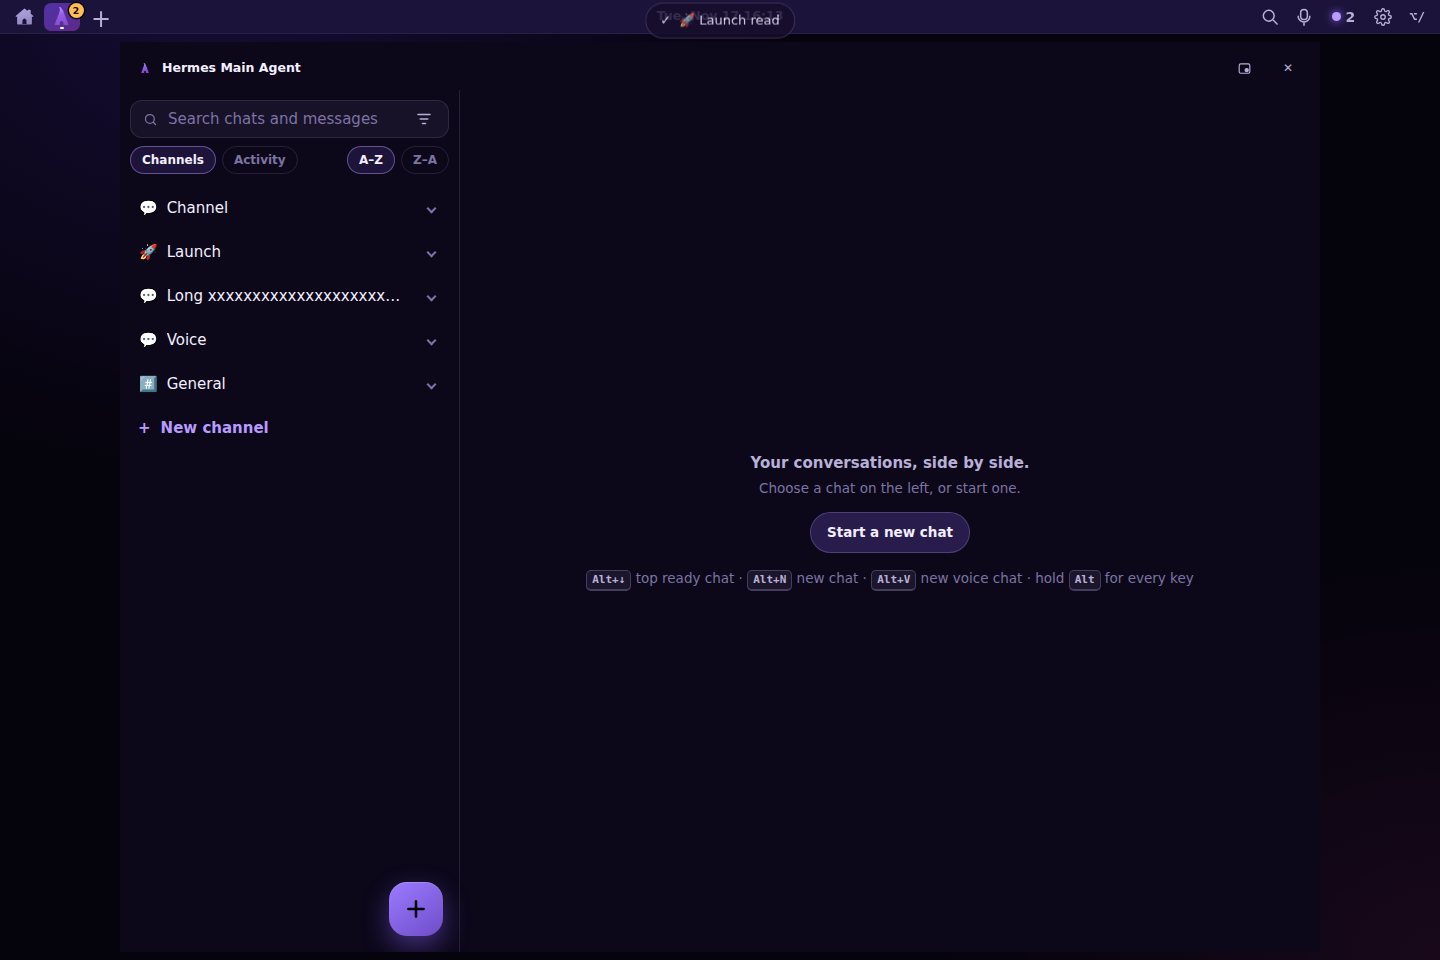 2
✓ 🚀 Launch read
2
⌥/
Hermes Main Agent
×
Search chats and messages
Channels Activity A–Z Z–A
💬 Channel
🚀 Launch
💬 Long xxxxxxxxxxxxxxxxxxxx…
💬 Voice
#️⃣ General
+ New channel
Your conversations, side by side.
Choose a chat on the left, or start one.
Start a new chat
Alt+↓ top ready chat · Alt+N new chat · Alt+V new voice chat · hold Alt for every key